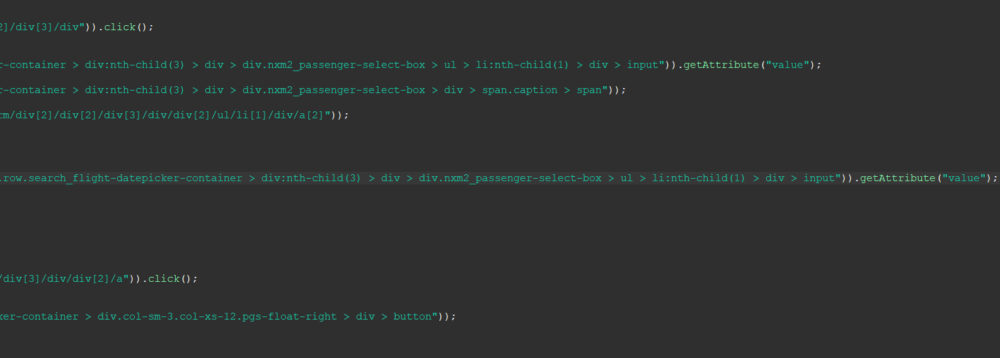 2]/div[3]/div")).click();
r-container > div:nth-child(3) > div > div.nxm2_passenger-select-box > ul > li:nth-child(1) > div > input")).getAttribute("value");
r-container > div:nth-child(3) > div > div.nxm2_passenger-select-box > div > span.caption > span"));
rm/div[2]/div[2]/div[3]/div/div[2]/ul/li[1]/div/a[2]"));
.row.search_flight-datepicker-container > div:nth-child(3) > div > div.nxm2_passenger-select-box > ul > li:nth-child(1) > div > input")).getAttribute("value");
/div[3]/div/div[2]/a")).click();
ker-container > div.col-sm-3.col-xs-12.pgs-float-right > div > button"));